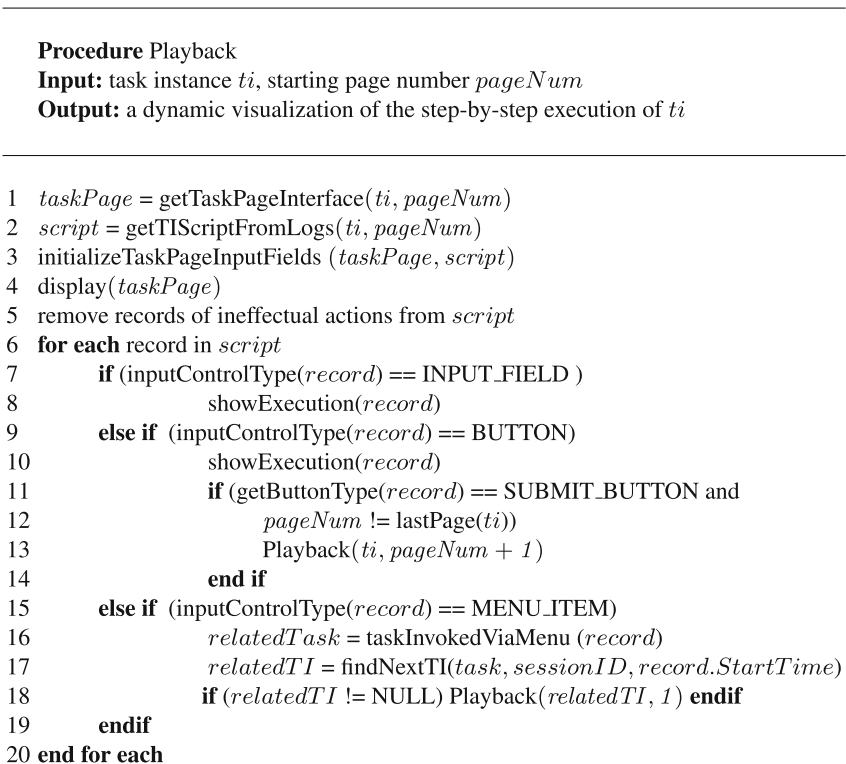 Procedure Playback
Input: task instance ti, starting page number pageNum
Output: a dynamic visualization of the step-by-step execution of ti
1 taskPage = getTaskPageInterface(ti, pageNum)
2 script = getTIScriptFromLogs(ti, pageNum)
3 initializeTaskPageInputFields (taskPage, script)
4 display(taskPage)
5 remove records of ineffectual actions from script
6 for each record in script
7 if (inputControlType(record) == INPUT_FIELD )
8 showExecution(record)
9 else if (inputControlType(record) == BUTTON)
10 showExecution(record)
11 if (getButtonType(record) == SUBMIT_BUTTON and
12 pageNum != lastPage(ti))
13 Playback(ti, pageNum + 1)
14 end if
15 else if (inputControlType(record) == MENU_ITEM)
16 relatedTask = taskInvokedViaMenu (record)
17 relatedTI = findNextTI(task, sessionID, record.StartTime)
18 if (relatedTI != NULL) Playback(relatedTI, 1) endif
19 endif
20 end for each